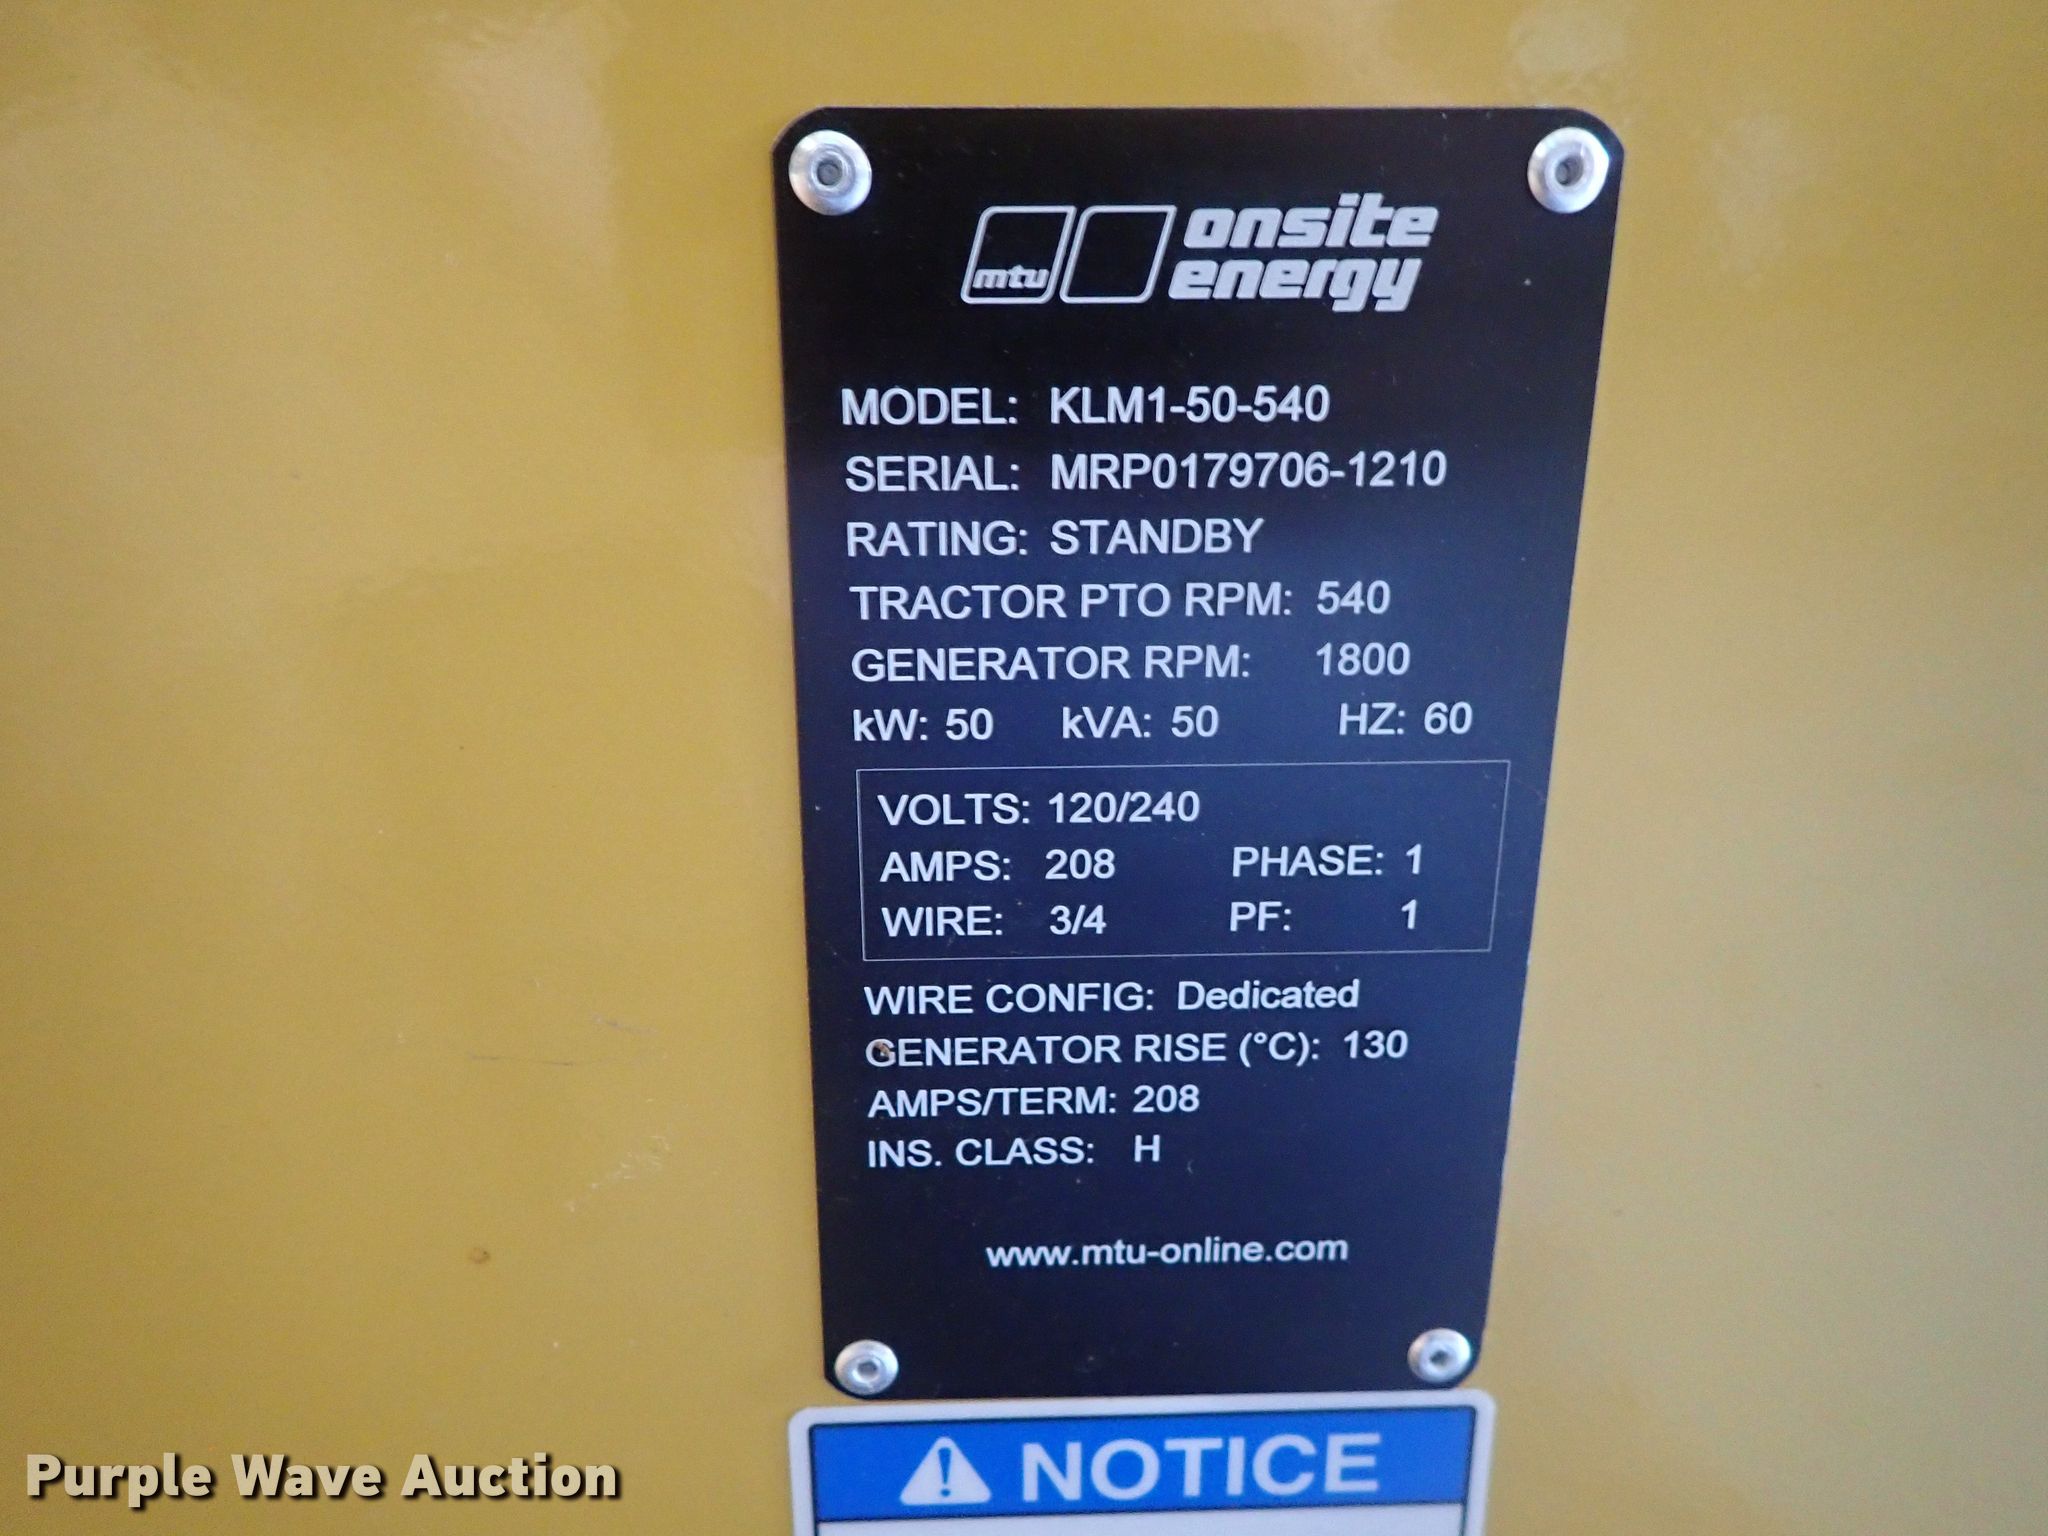 mtu onsite
energy
MODEL: KLM1-50-540
SERIAL: MRP0179706-1210
RATING: STANDBY
TRACTOR PTO RPM: 540
GENERATOR RPM: 1800
kW: 50 kVA: 50 HZ: 60
VOLTS: 120/240
AMPS: 208 PHASE: 1
WIRE: 3/4 PF: 1
WIRE CONFIG: Dedicated
GENERATOR RISE (°C): 130
AMPS/TERM: 208
INS. CLASS: H
www.mtu-online.com
NOTICE
Purple Wave Auction